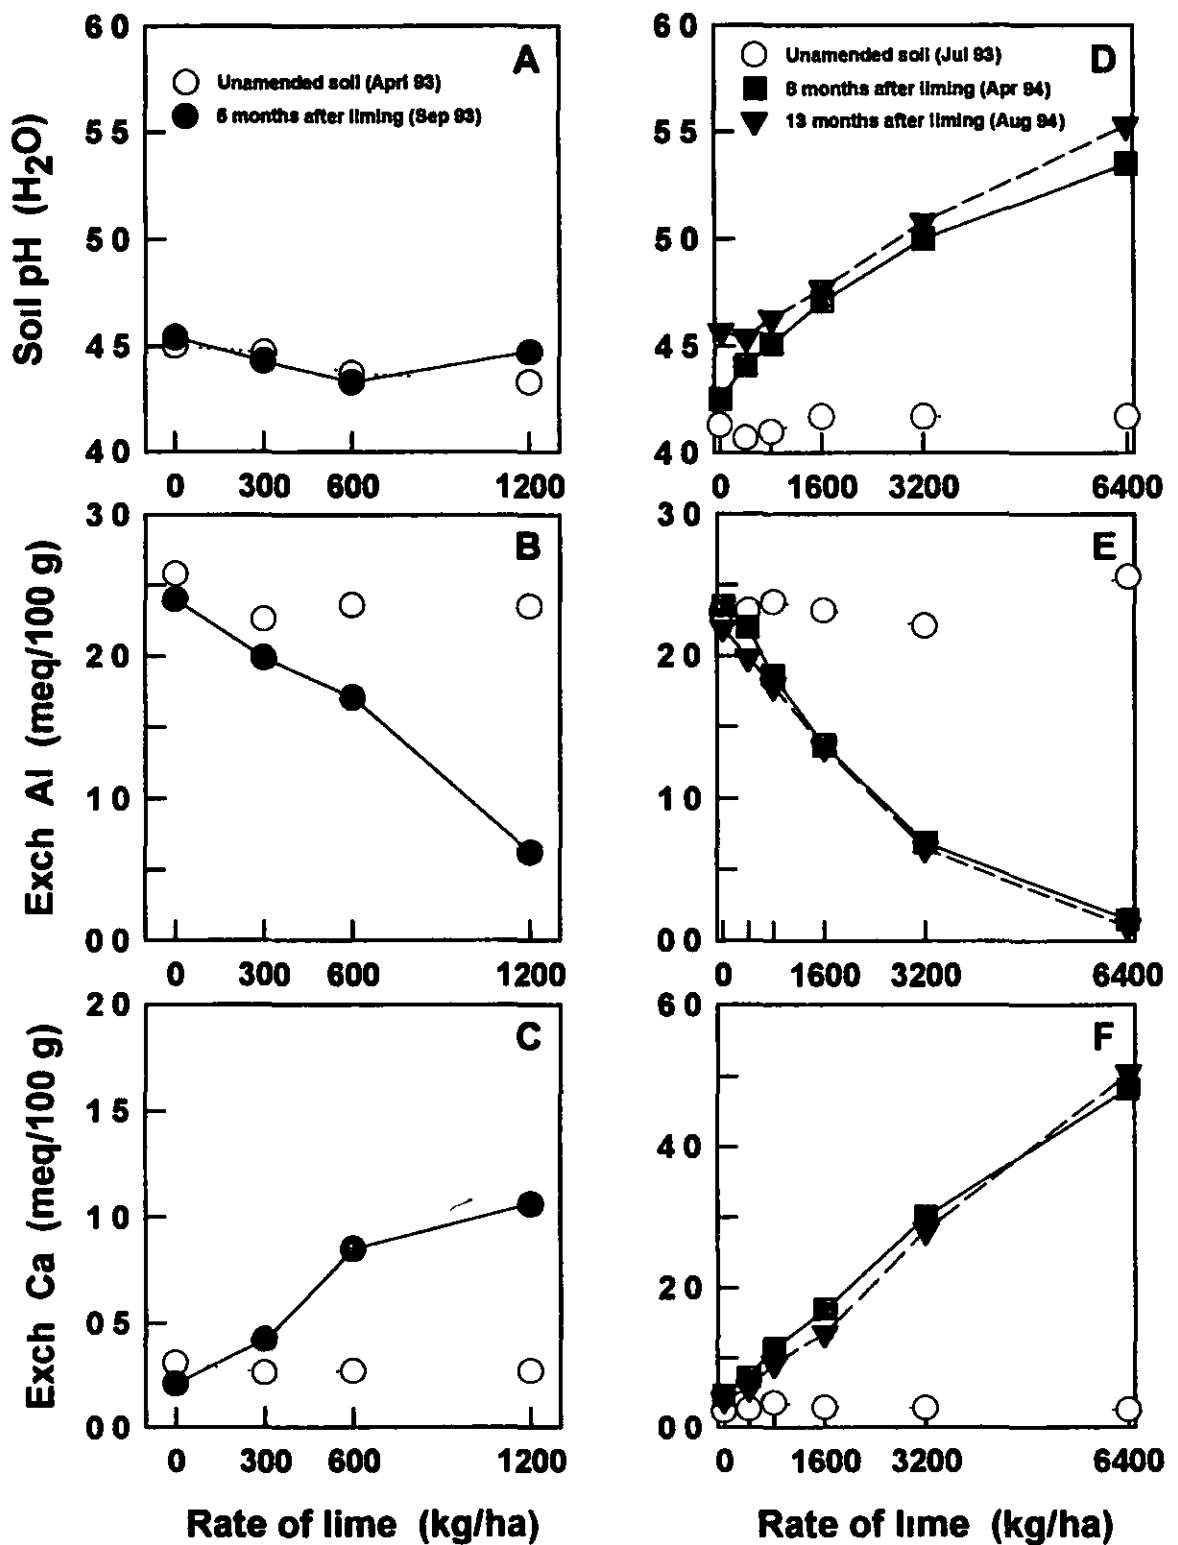 Soil pH (H2O)
6 0
5 5
5 0
4 5
4 0
A
Unamended soil (Aprl 93)
5 months after liming (Sep 93)
0 300 600 1200
6 0
5 5
5 0
4 5
4 0
D
Unamended soil (Jul 93)
8 months after liming (Apr 94)
13 months after liming (Aug 94)
0 1600 3200 6400
Exch Al (meq/100 g)
3 0
2 0
1 0
0 0
B
0 300 600 1200
3 0
2 0
1 0
0 0
E
0 1600 3200 6400
Exch Ca (meq/100 g)
2 0
1 5
1 0
0 5
0 0
C
0 300 600 1200
Rate of lime (kg/ha)
6 0
4 0
2 0
0 0
F
0 1600 3200 6400
Rate of lime (kg/ha)